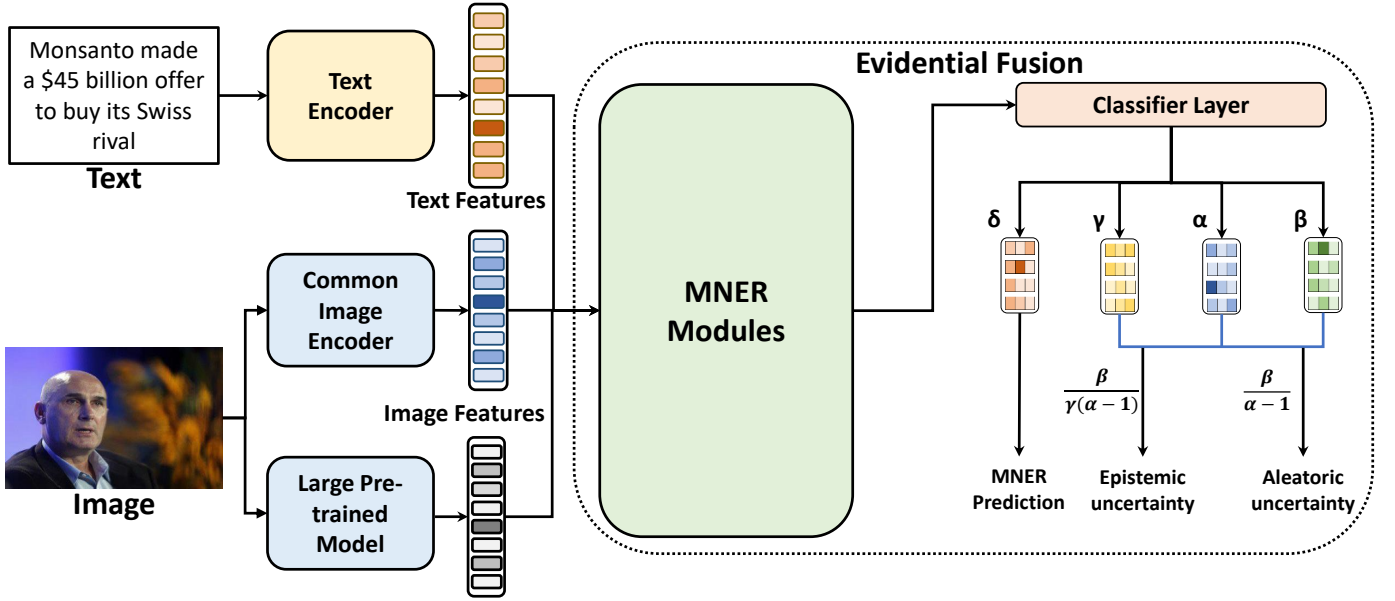 Monsanto made
a $45 billion offer
to buy its Swiss
rival
Text
Text
Encoder
Text Features
Common
Image
Encoder
Image Features
Large Pre-
trained
Model
Image
Evidential Fusion
MNER
Modules
Classifier Layer
δ
γ
α
β
β
γ(α − 1)
β
α − 1
MNER
Prediction
Epistemic
uncertainty
Aleatoric
uncertainty